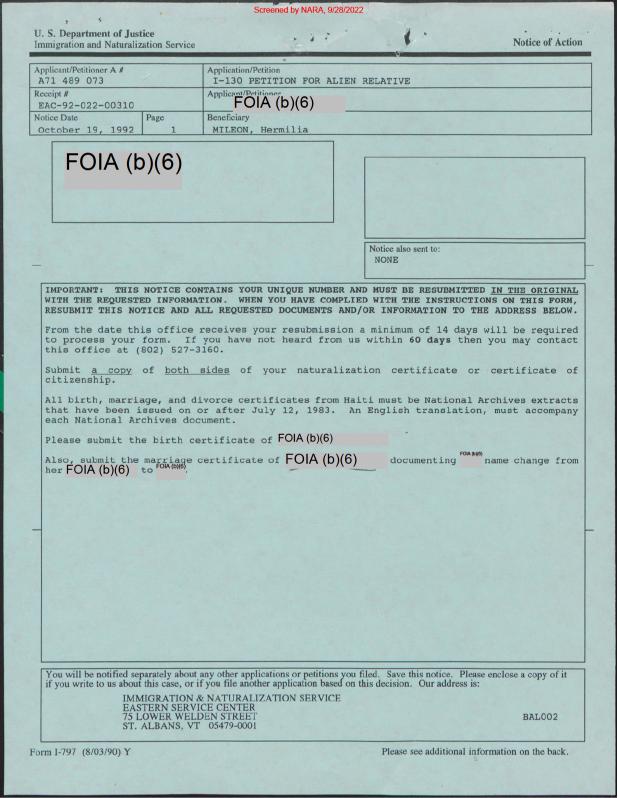 Screened by NARA, 9/28/2022
U. S. Department of Justice
Immigration and Naturalization Service
Notice of Action
Applicant/Petitioner A #
A71 489 073
Application/Petition
I-130 PETITION FOR ALIEN RELATIVE
Receipt #
EAC-92-022-00310
Applicant/Petitioner
FOIA (b)(6)
Notice Date
October 19, 1992
Page
1
Beneficiary
MILEON, Hermilia
FOIA (b)(6)
Notice also sent to:
NONE
IMPORTANT: THIS NOTICE CONTAINS YOUR UNIQUE NUMBER AND MUST BE RESUBMITTED IN THE ORIGINAL
WITH THE REQUESTED INFORMATION. WHEN YOU HAVE COMPLIED WITH THE INSTRUCTIONS ON THIS FORM,
RESUBMIT THIS NOTICE AND ALL REQUESTED DOCUMENTS AND/OR INFORMATION TO THE ADDRESS BELOW.
From the date this office receives your resubmission a minimum of 14 days will be required
to process your form. If you have not heard from us within 60 days then you may contact
this office at (802) 527-3160.
Submit a copy of both sides of your naturalization certificate or certificate of
citizenship.
All birth, marriage, and divorce certificates from Haiti must be National Archives extracts
that have been issued on or after July 12, 1983. An English translation, must accompany
each National Archives document.
Please submit the birth certificate of FOIA (b)(6)
Also, submit the marriage certificate of FOIA (b)(6) documenting FOIA (b)(6) name change from
her FOIA (b)(6) to FOIA (b)(6).
You will be notified separately about any other applications or petitions you filed. Save this notice. Please enclose a copy of it
if you write to us about this case, or if you file another application based on this decision. Our address is:
IMMIGRATION & NATURALIZATION SERVICE
EASTERN SERVICE CENTER
75 LOWER WELDEN STREET
ST. ALBANS, VT 05479-0001
BAL002
Form I-797 (8/03/90) Y
Please see additional information on the back.